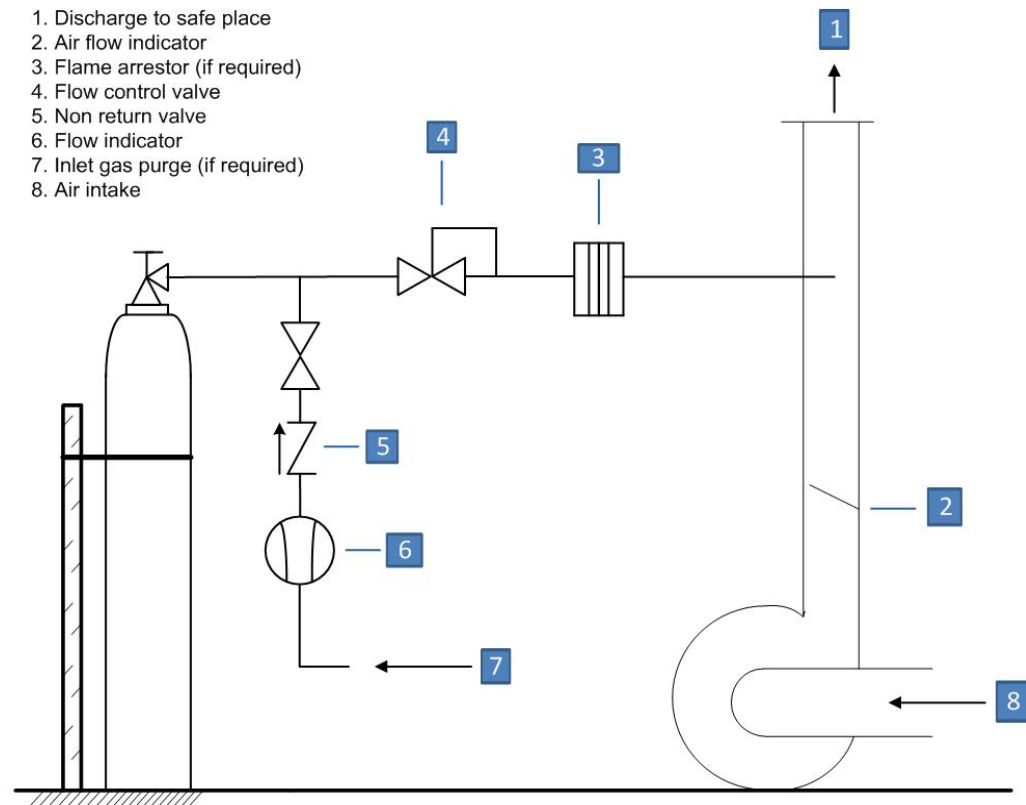 1. Discharge to safe place
2. Air flow indicator
3. Flame arrestor (if required)
4. Flow control valve
5. Non return valve
6. Flow indicator
7. Inlet gas purge (if required)
8. Air intake
1
4
3
5
2
6
7
8